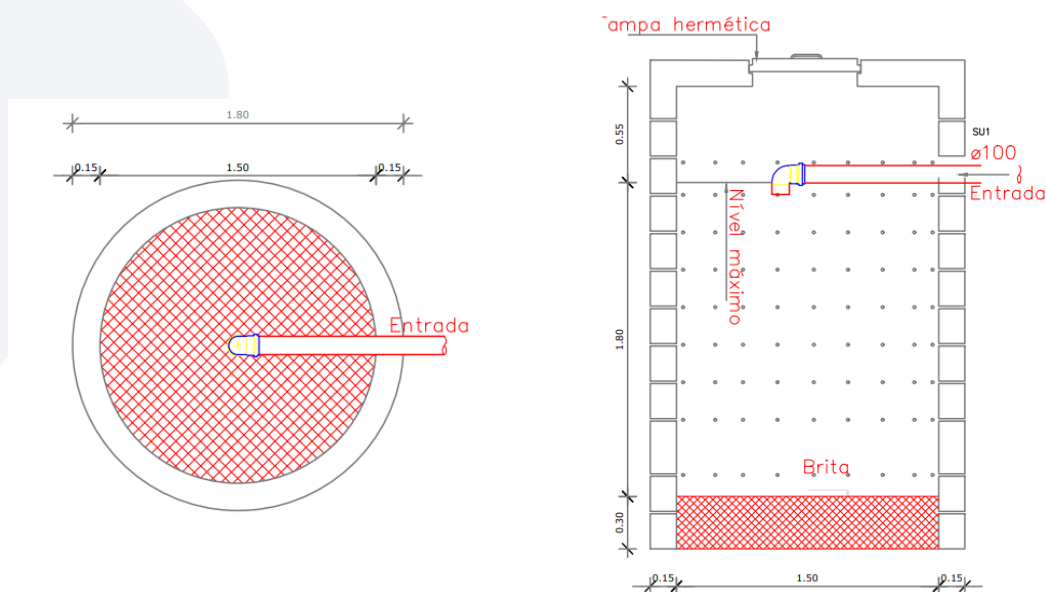 1.80
0.15
1.50
0.15
Entrada
Tampa hermética
0.55
SU1
ø100
Entrada
Nível máximo
1.80
Brita
0.30
0.15
1.50
0.15